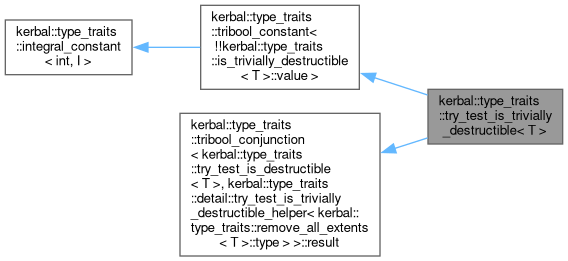 kerbal::type_traits
::integral_constant
< int, I >
kerbal::type_traits
::tribool_constant<
!!kerbal::type_traits
::is_trivially_destructible
< T >::value >
kerbal::type_traits
::try_test_is_trivially
_destructible< T >
kerbal::type_traits
::tribool_conjunction
< kerbal::type_traits
::try_test_is_destructible
< T >, kerbal::type_traits
::detail::try_test_is_trivially
_destructible_helper< kerbal::
type_traits::remove_all_extents
< T >::type > >::result